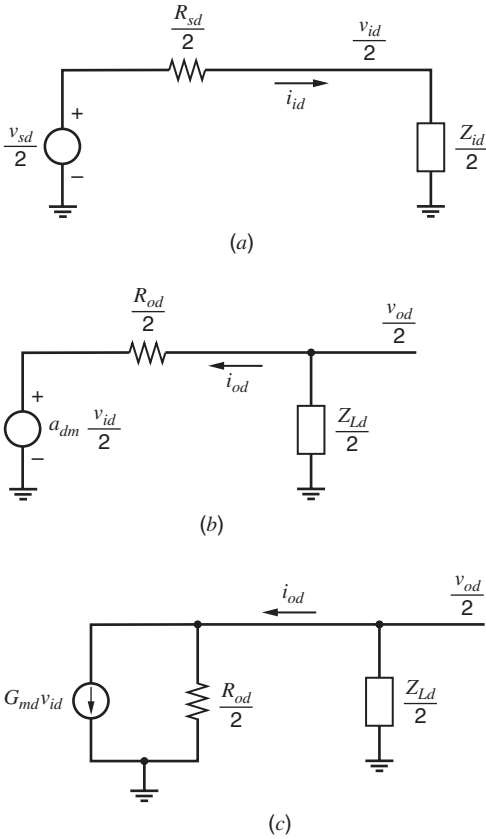 R_sd/2
v_id/2
i_id
+
v_sd/2
Z_id/2
−
(a)
R_od/2
v_od/2
i_od
+
a_dm v_id/2
Z_Ld/2
−
(b)
i_od
v_od/2
G_md v_id
R_od/2
Z_Ld/2
(c)